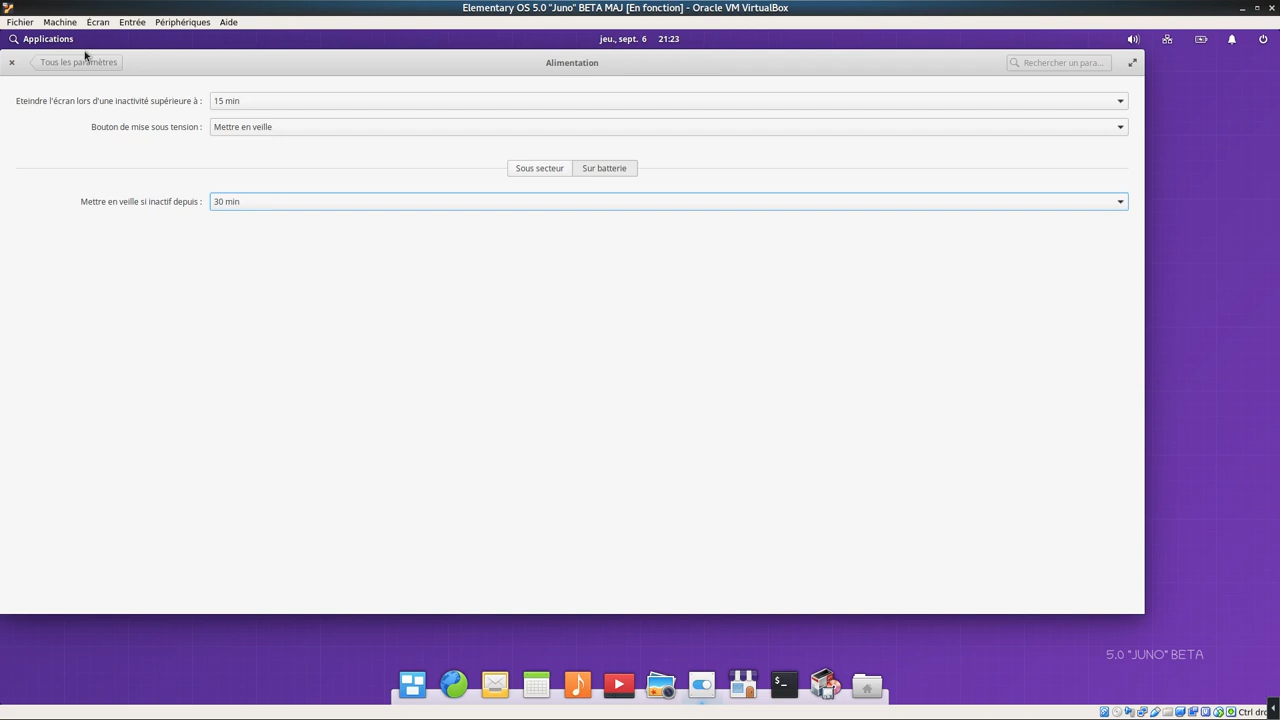 Elementary OS 5.0 "Juno" BETA MAJ [En fonction] - Oracle VM VirtualBox
Fichier Machine Écran Entrée Périphériques Aide
Applications jeu., sept. 6 21:23
Tous les paramètres Alimentation Rechercher un para...
Eteindre l'écran lors d'une inactivité supérieure à : 15 min
Bouton de mise sous tension : Mettre en veille
Sous secteur Sur batterie
Mettre en veille si inactif depuis : 30 min
5.0 "JUNO" BETA
>_
Ctrl dro